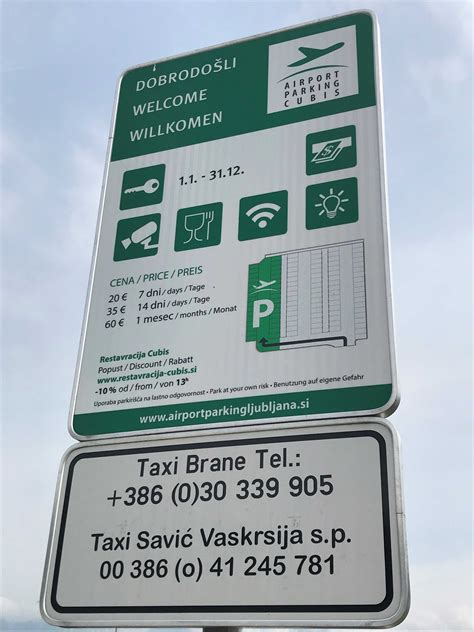 DOBRODOŠLI
WELCOME
WILLKOMEN
AIRPORT
PARKING
CUBIS
1.1. - 31.12.
CENA / PRICE / PREIS
20 € 7 dni / days / Tage
35 € 14 dni / days / Tage
60 € 1 mesec / months / Monat
P
Restavracija Cubis
Popust / Discount / Rabatt
www.restavracija-cubis.si
-10% od / from / von 13ʰ
Uporaba parkirišča na lastno odgovornost • Park at your own risk • Benutzung auf eigene Gefahr
www.airportparkingljubljana.si
Taxi Brane Tel.:
+386 (0)30 339 905
Taxi Savić Vaskrsija s.p.
00 386 (o) 41 245 781